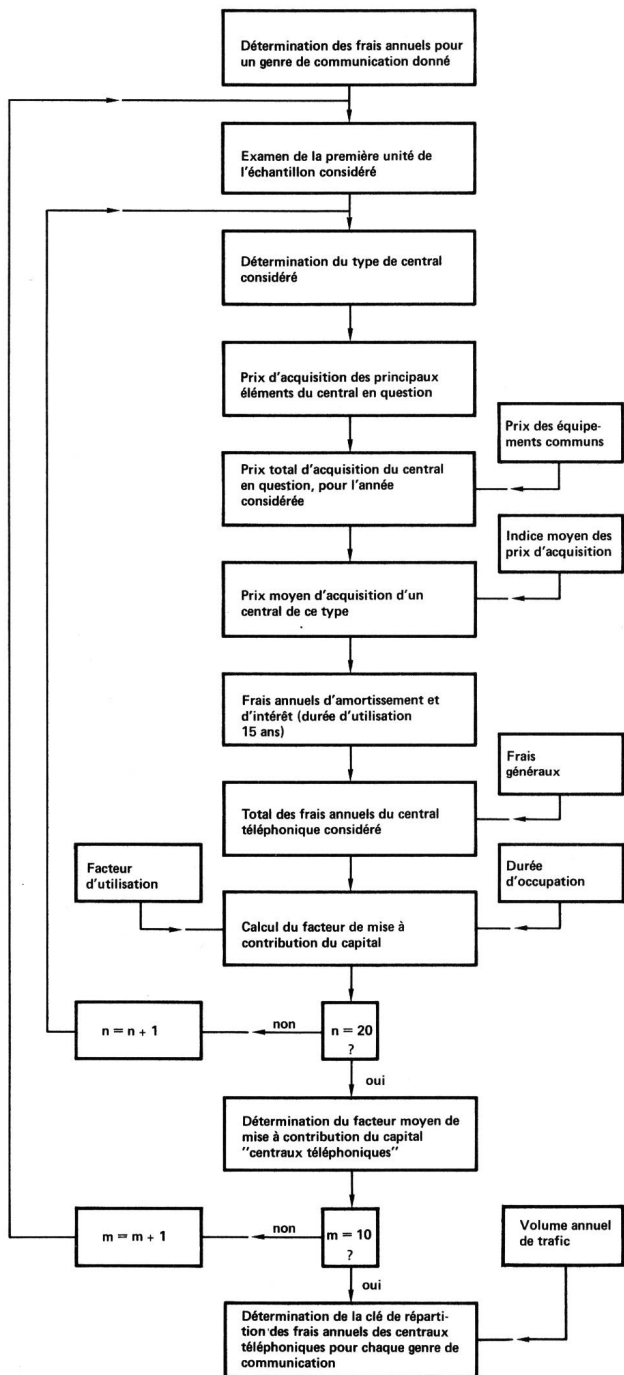 Détermination des frais annuels pour
un genre de communication donné
Examen de la première unité de
l'échantillon considéré
Détermination du type de central
considéré
Prix d'acquisition des principaux
éléments du central en question
Prix des équipe-
ments communs
Prix total d'acquisition du central
en question, pour l'année
considérée
Indice moyen des
prix d'acquisition
Prix moyen d'acquisition d'un
central de ce type
Frais annuels d'amortissement et
d'intérêt (durée d'utilisation
15 ans)
Frais
généraux
Total des frais annuels du central
téléphonique considéré
Facteur
d'utilisation
Durée
d'occupation
Calcul du facteur de mise à
contribution du capital
n = n + 1
non
n = 20
?
oui
Détermination du facteur moyen de
mise à contribution du capital
"centraux téléphoniques"
m = m + 1
non
m = 10
?
oui
Volume annuel
de trafic
Détermination de la clé de réparti-
tion des frais annuels des centraux
téléphoniques pour chaque genre de
communication